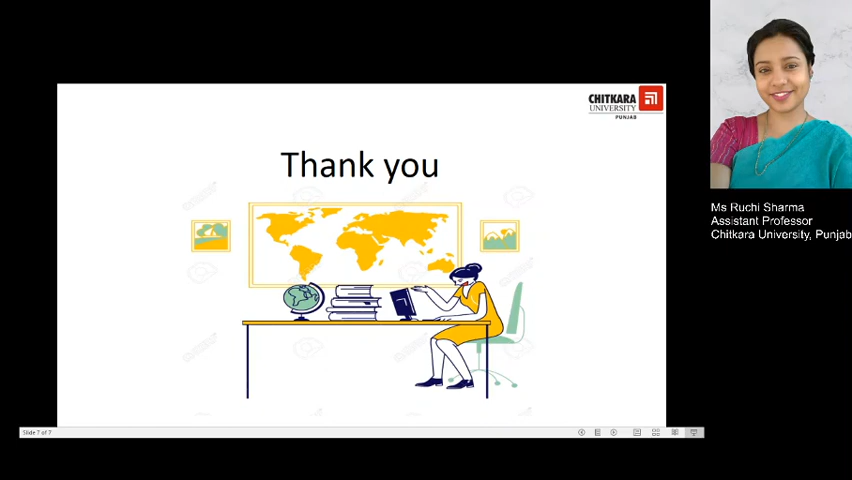 CHITKARA
UNIVERSITY
PUNJAB
Thank you
Ms Ruchi Sharma
Assistant Professor
Chitkara University, Punjab
Slide 7 of 7